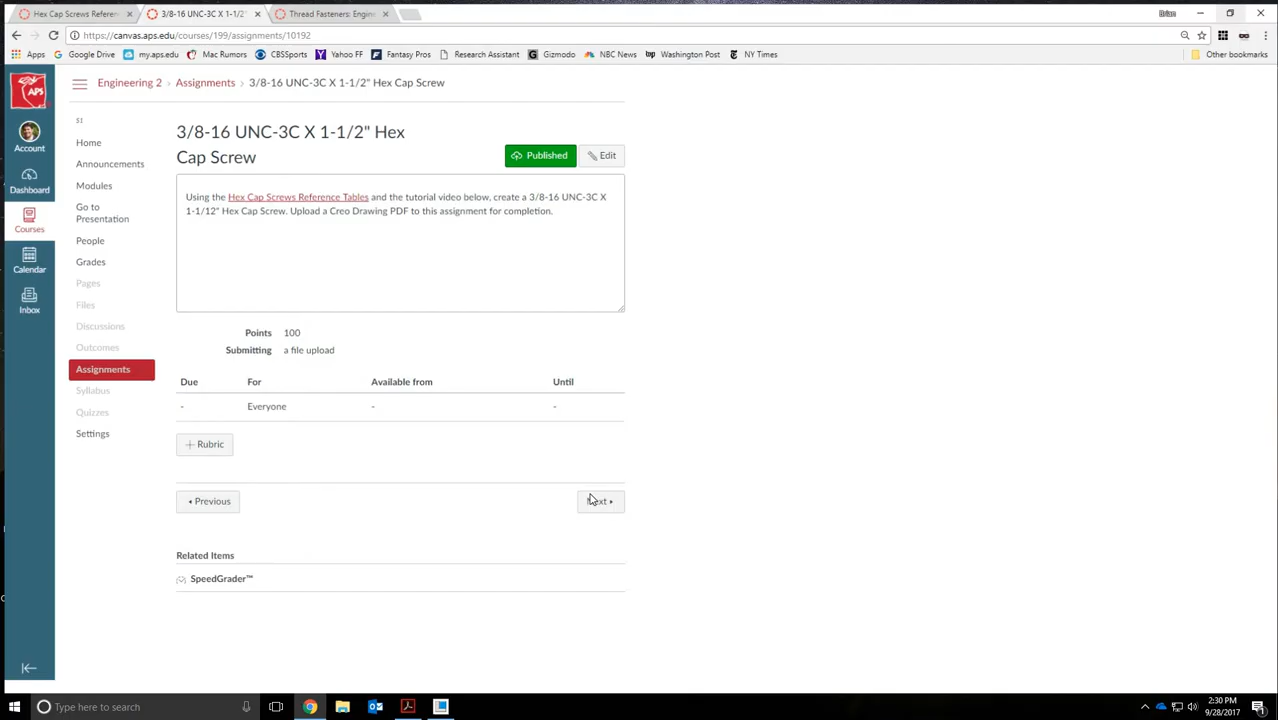 Hex Cap Screws Referen
3/8-16 UNC-3C X 1-1/2"
Thread Fasteners: Engine
Brian
https://canvas.aps.edu/courses/199/assignments/10192
Apps
Google Drive
my.aps.edu
Mac Rumors
CBSSports
Yahoo FF
Fantasy Pros
Research Assistant
Gizmodo
NBC News
Washington Post
NY Times
Other bookmarks
APS
Engineering 2 › Assignments › 3/8-16 UNC-3C X 1-1/2" Hex Cap Screw
Account
Dashboard
Courses
Calendar
Inbox
S1
Home
Announcements
Modules
Go to
Presentation
People
Grades
Pages
Files
Discussions
Outcomes
Assignments
Syllabus
Quizzes
Settings
3/8-16 UNC-3C X 1-1/2" Hex
Cap Screw
Published
Edit
Using the Hex Cap Screws Reference Tables and the tutorial video below, create a 3/8-16 UNC-3C X
1-1/12" Hex Cap Screw. Upload a Creo Drawing PDF to this assignment for completion.
Points 100
Submitting a file upload
Due For Available from Until
- Everyone - -
+ Rubric
Previous
Next
Related Items
SpeedGrader™
Type here to search
2:30 PM
9/28/2017